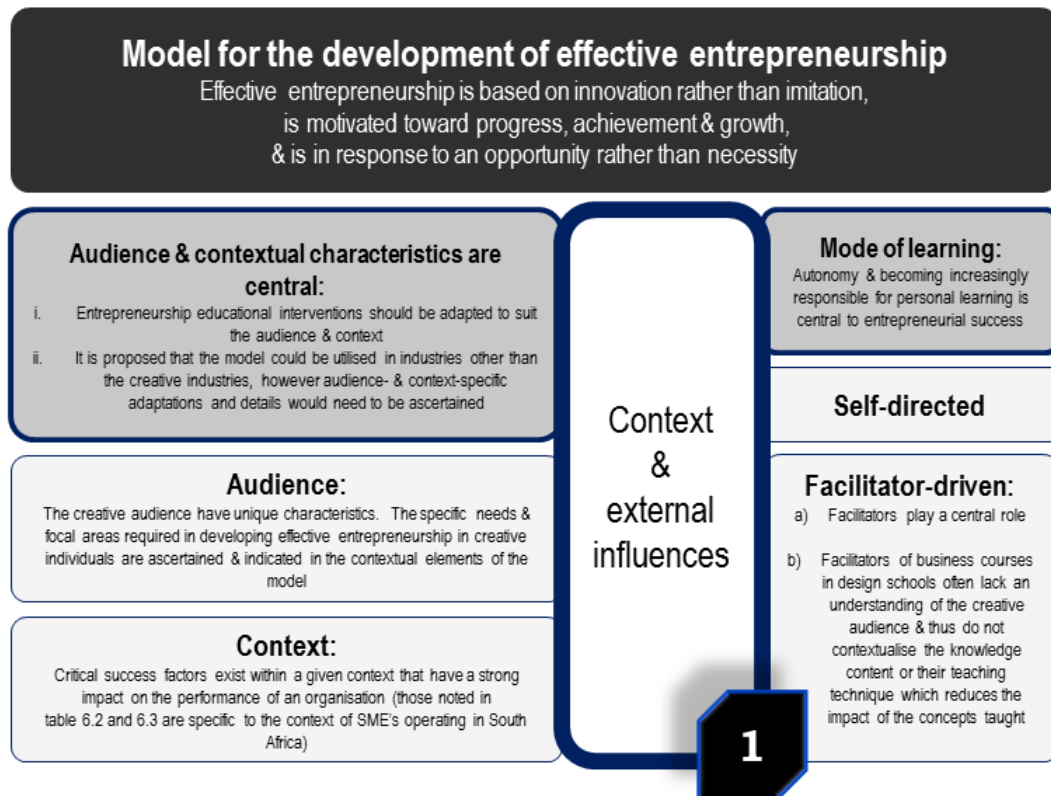 Model for the development of effective entrepreneurship
Effective entrepreneurship is based on innovation rather than imitation,
is motivated toward progress, achievement & growth,
& is in response to an opportunity rather than necessity
Audience & contextual characteristics are
central:
i. Entrepreneurship educational interventions should be adapted to suit
the audience & context
ii. It is proposed that the model could be utilised in industries other than
the creative industries, however audience- & context-specific
adaptations and details would need to be ascertained
Audience:
The creative audience have unique characteristics. The specific needs &
focal areas required in developing effective entrepreneurship in creative
individuals are ascertained & indicated in the contextual elements of the
model
Context:
Critical success factors exist within a given context that have a strong
impact on the performance of an organisation (those noted in
table 6.2 and 6.3 are specific to the context of SME's operating in South
Africa)
Context
&
external
influences
1
Mode of learning:
Autonomy & becoming increasingly
responsible for personal learning is
central to entrepreneurial success
Self-directed
Facilitator-driven:
a) Facilitators play a central role
b) Facilitators of business courses
in design schools often lack an
understanding of the creative
audience & thus do not
contextualise the knowledge
content or their teaching
technique which reduces the
impact of the concepts taught